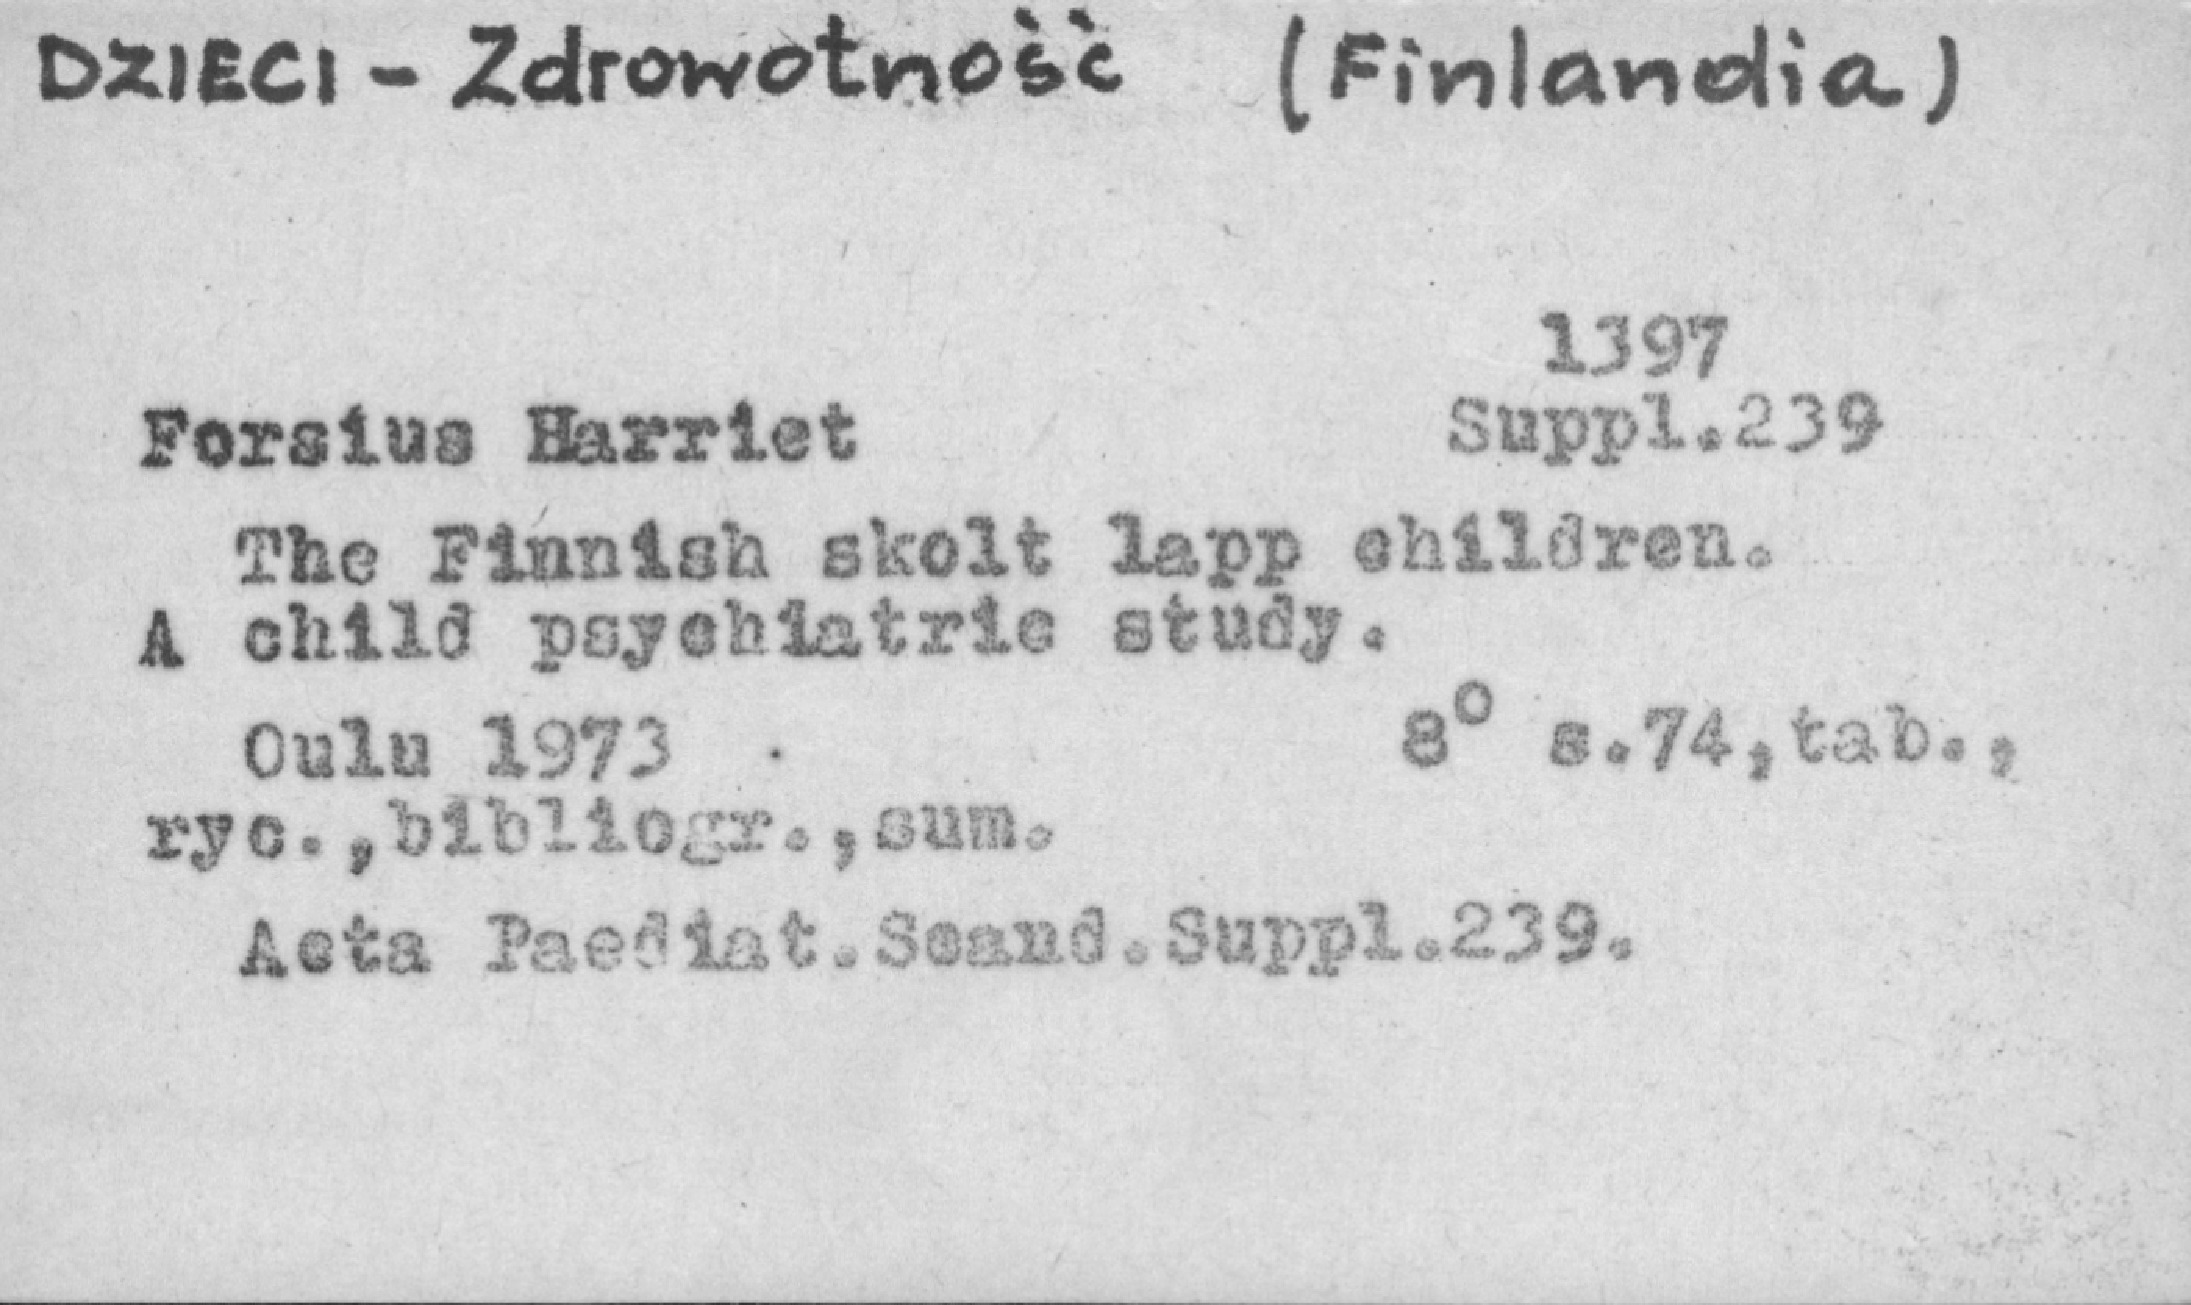 DZIECI - Zdrowotność (Finlandia)
1397
Forsius Harriet Suppl.239
The Finnish skolt lapp children.
A child psychiatric study.
Oulu 1973 8° s.74,tab.,
ryc.,bibliogr.,sum.
Acta Paediat.Scand.Suppl.239.